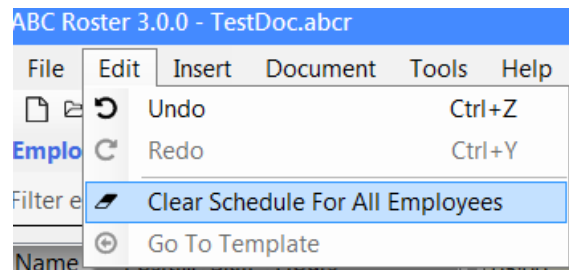 ABC Roster 3.0.0 - TestDoc.abcr
File Edit Insert Document Tools Help
Undo Ctrl+Z
Emplo Redo Ctrl+Y
Filter e Clear Schedule For All Employees
Go To Template
Name